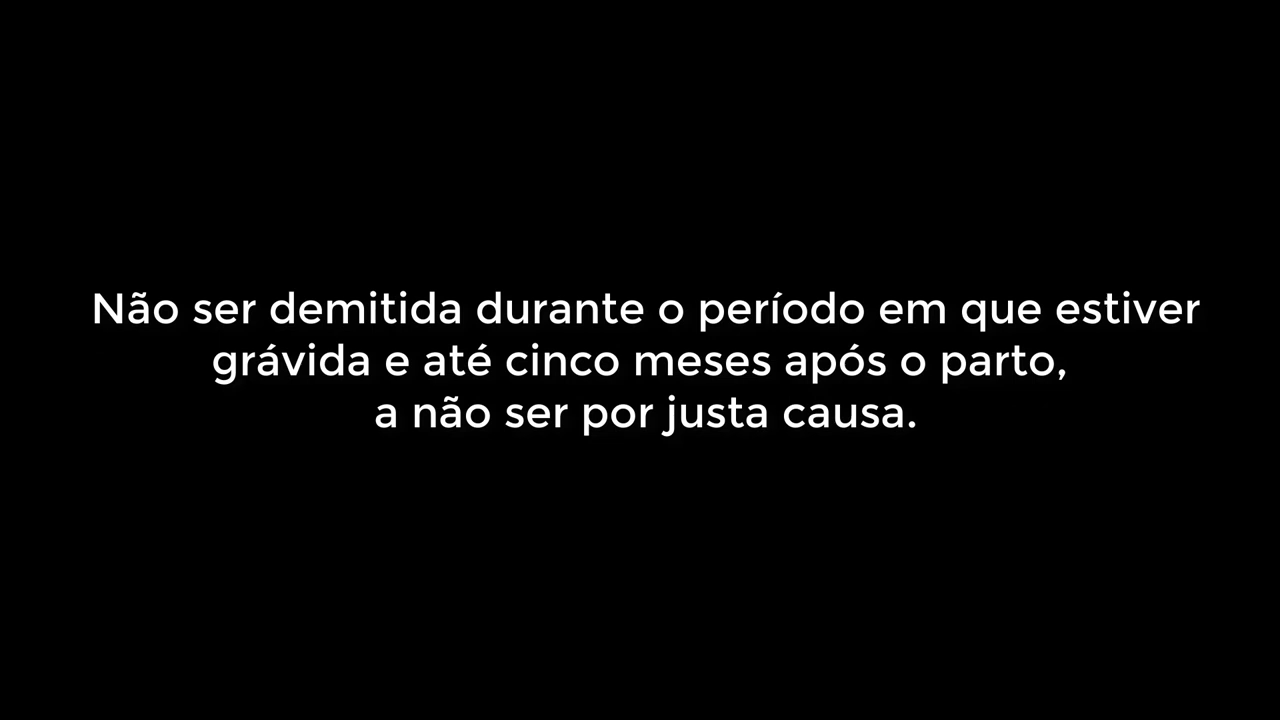 Não ser demitida durante o período em que estiver
grávida e até cinco meses após o parto,
a não ser por justa causa.